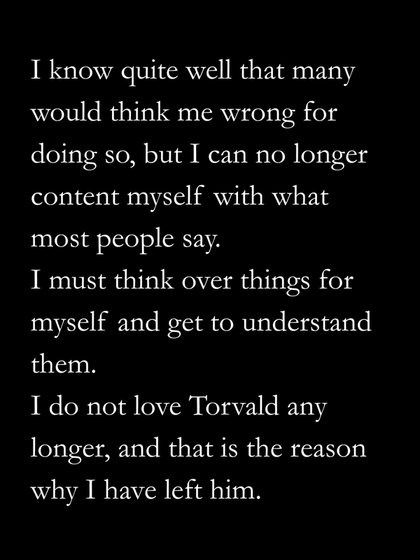 I know quite well that many
would think me wrong for
doing so, but I can no longer
content myself with what
most people say.
I must think over things for
myself and get to understand
them.
I do not love Torvald any
longer, and that is the reason
why I have left him.